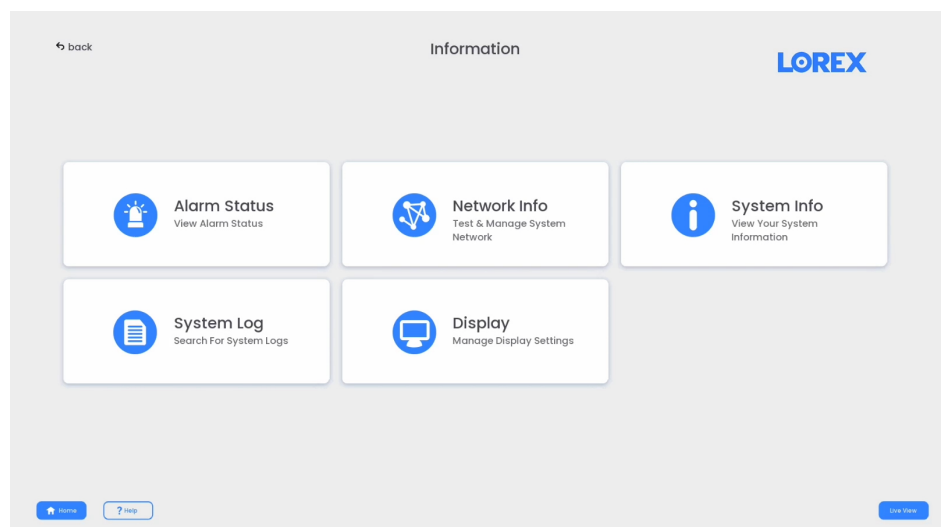 back
Information
LOREX
Alarm Status
View Alarm Status
Network Info
Test & Manage System
Network
System Info
View Your System
Information
System Log
Search For System Logs
Display
Manage Display Settings
Home
? Help
Live View